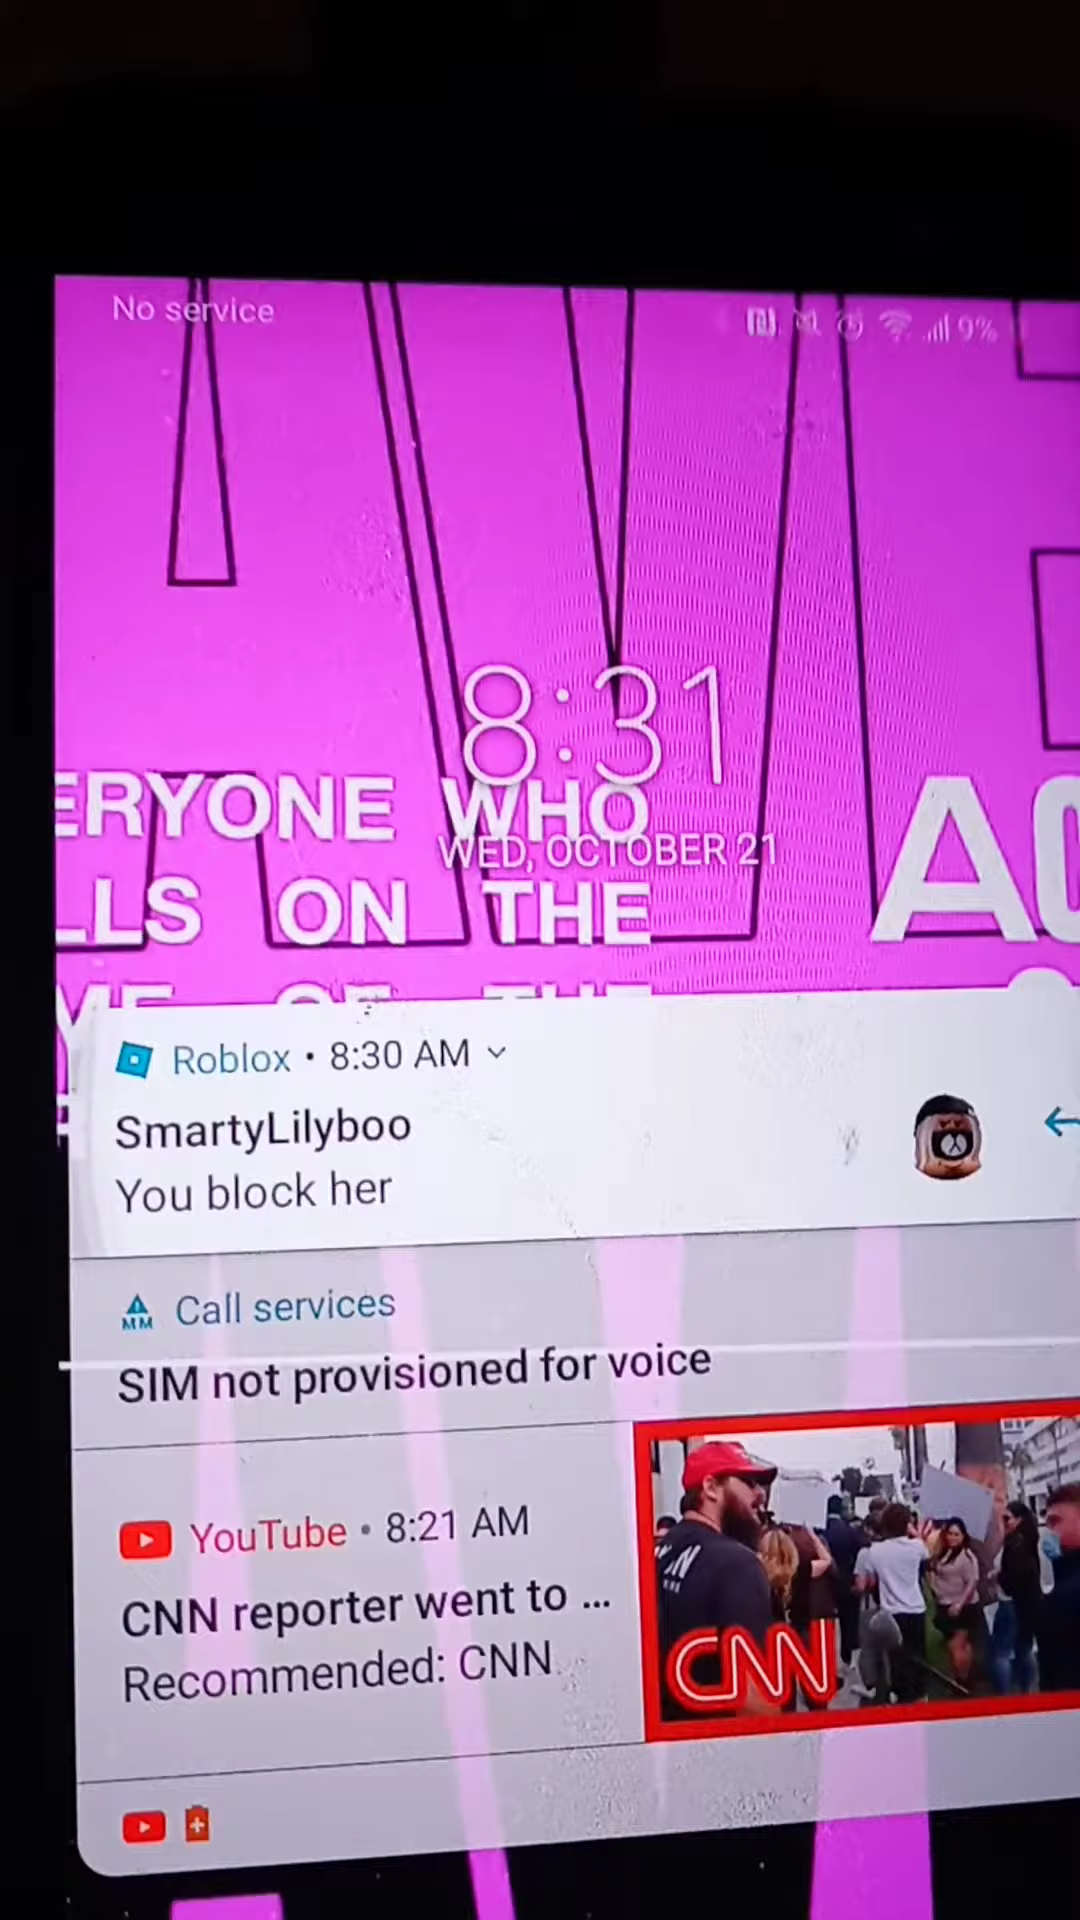 No service
9%
8:31
ERYONE WHO
WED, OCTOBER 21
LLS ON THE
Roblox • 8:30 AM
SmartyLilyboo
You block her
MM
Call services
SIM not provisioned for voice
YouTube • 8:21 AM
CNN reporter went to ...
Recommended: CNN
CNN